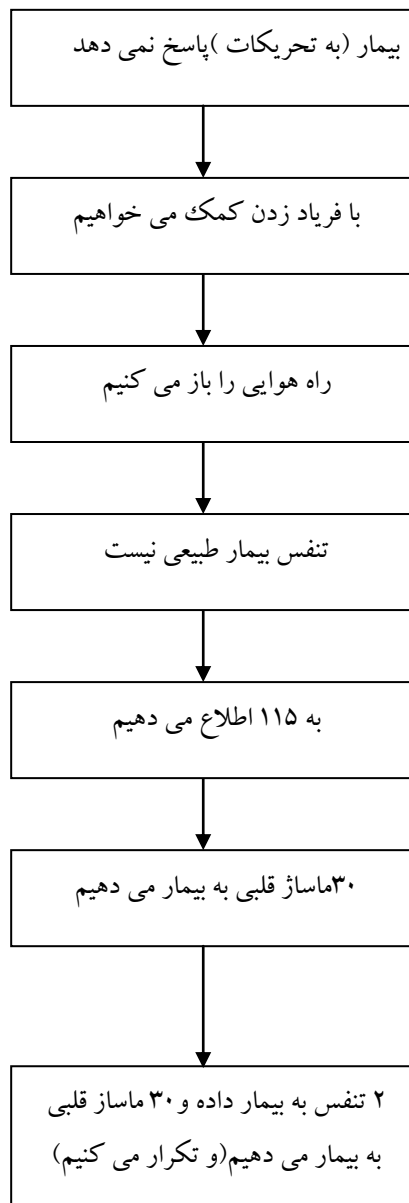 بیمار (به تحریکات )پاسخ نمی دهد
با فریاد زدن کمک می خواهیم
راه هوایی را باز می کنیم
تنفس بیمار طبیعی نیست
به ۱۱۵ اطلاع می دهیم
۳۰ماساژ قلبی به بیمار می دهیم
۲ تنفس به بیمار داده و ۳۰ ماساز قلبی
به بیمار می دهیم(و تکرار می کنیم)